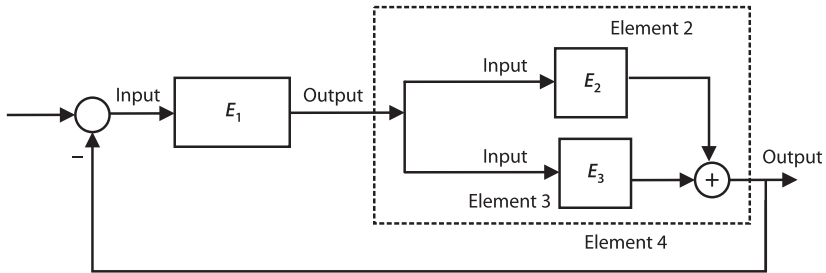 Element 2
Input
E2
Input
E1
Output
–
Input
E3
+
Output
Element 3
Element 4